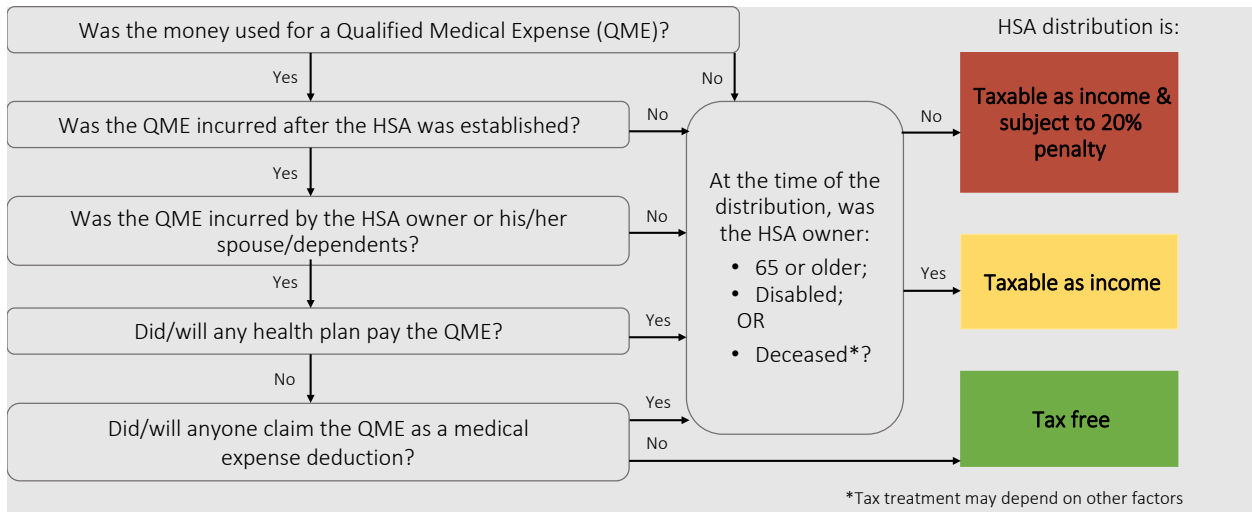 Was the money used for a Qualified Medical Expense (QME)?
HSA distribution is:
Yes
No
Was the QME incurred after the HSA was established?
No
Yes
Was the QME incurred by the HSA owner or his/her
spouse/dependents?
No
Yes
Did/will any health plan pay the QME?
Yes
No
Did/will anyone claim the QME as a medical
expense deduction?
Yes
No
At the time of the
distribution, was
the HSA owner:
• 65 or older;
• Disabled;
OR
• Deceased*?
No
Taxable as income &
subject to 20%
penalty
Yes
Taxable as income
Tax free
*Tax treatment may depend on other factors